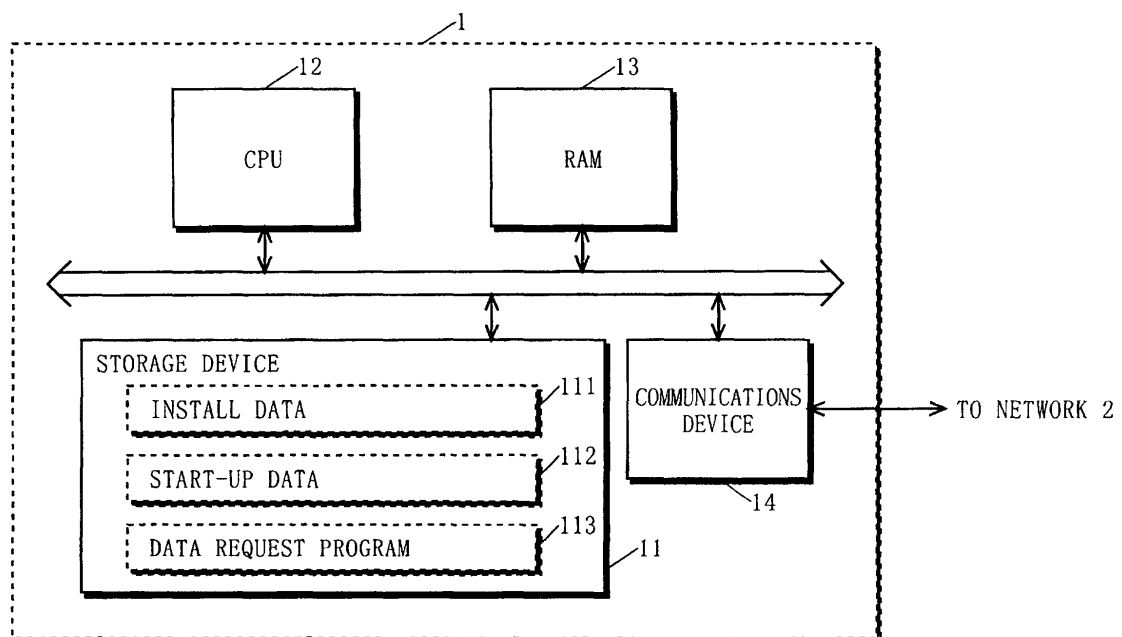 1
12
13
CPU
RAM
STORAGE DEVICE
111
INSTALL DATA
112
START-UP DATA
113
DATA REQUEST PROGRAM
11
COMMUNICATIONS
DEVICE
14
TO NETWORK 2